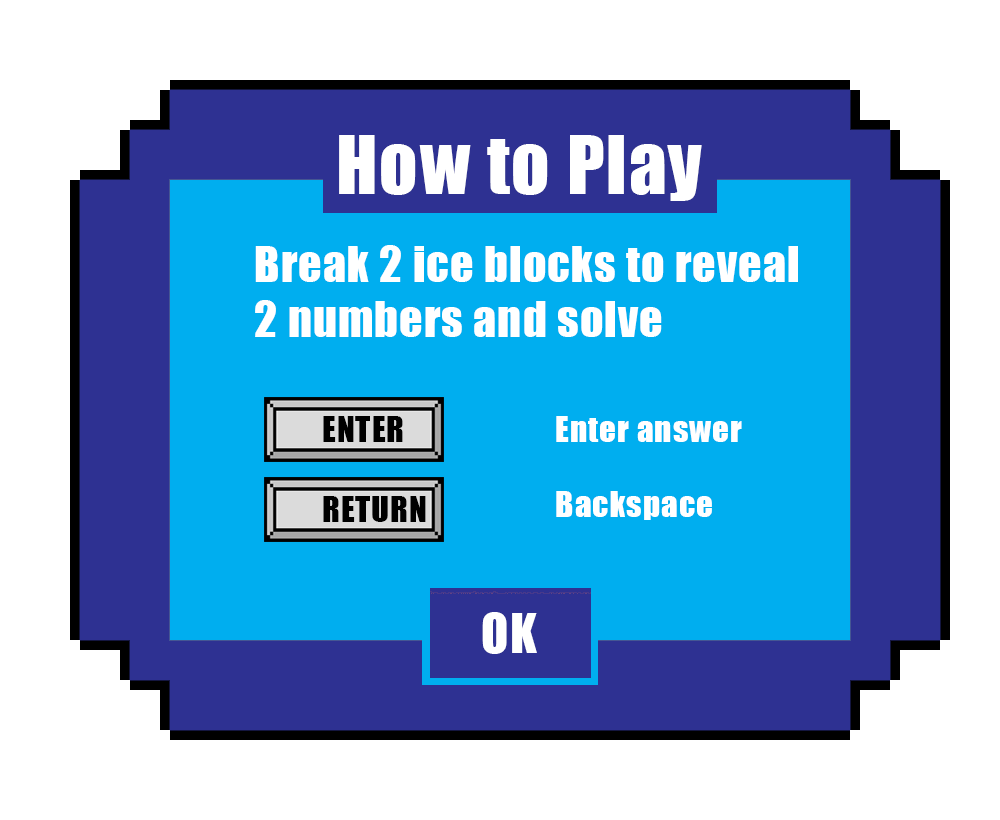 How to Play
Break 2 ice blocks to reveal
2 numbers and solve
ENTER Enter answer
RETURN Backspace
OK